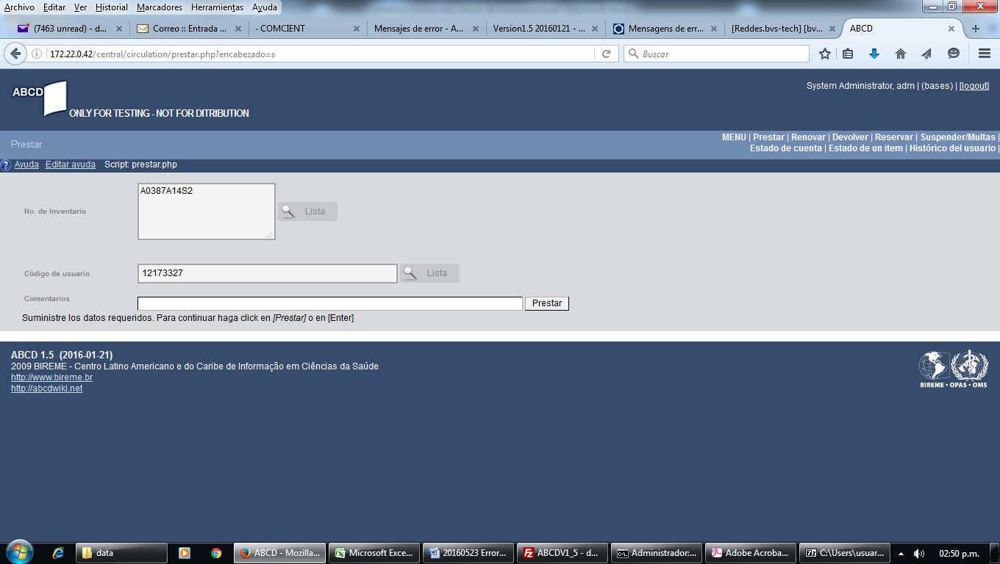 Archivo Editar Ver Historial Marcadores Herramientas Ayuda
(7463 unread) - d... Correo :: Entrada ... · COMCIENT Mensajes de error - A... Version1.5 20160121 - ... Mensagens de err... [Reddes.bvs-tech] [bv... ABCD
172.22.0.42/central/circulation/prestar.php?encabezado=s Buscar
System Administrator, adm | (bases) | [logout]
ABCD
ONLY FOR TESTING - NOT FOR DITRIBUTION
Prestar
MENU | Prestar | Renovar | Devolver | Reservar | Suspender/Multas |
Estado de cuenta | Estado de un item | Histórico del usuario |
? Ayuda Editar ayuda Script: prestar.php
A0387A14S2
No. de Inventario Lista
Código de usuario 12173327 Lista
Comentarios Prestar
Suministre los datos requeridos. Para continuar haga click en [Prestar] o en [Enter]
ABCD 1.5 (2016-01-21)
2009 BIREME - Centro Latino Americano e do Caribe de Informação em Ciências da Saúde
http://www.bireme.br
http://abcdwiki.net
BIREME • OPAS • OMS
data ABCD - Mozilla... Microsoft Exce... 20160523 Error... ABCDV1_5 - d... Administrador:... Adobe Acroba... C:\Users\usuar... 02:50 p.m.